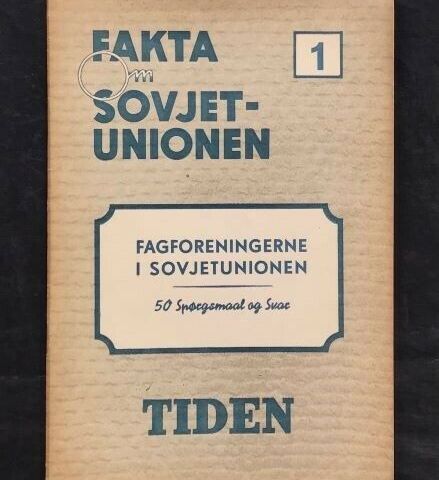 FAKTA
Om
SOVJET-
UNIONEN
1
FAGFORENINGERNE
I SOVJETUNIONEN
50 Spørgsmaal og Svar
TIDEN